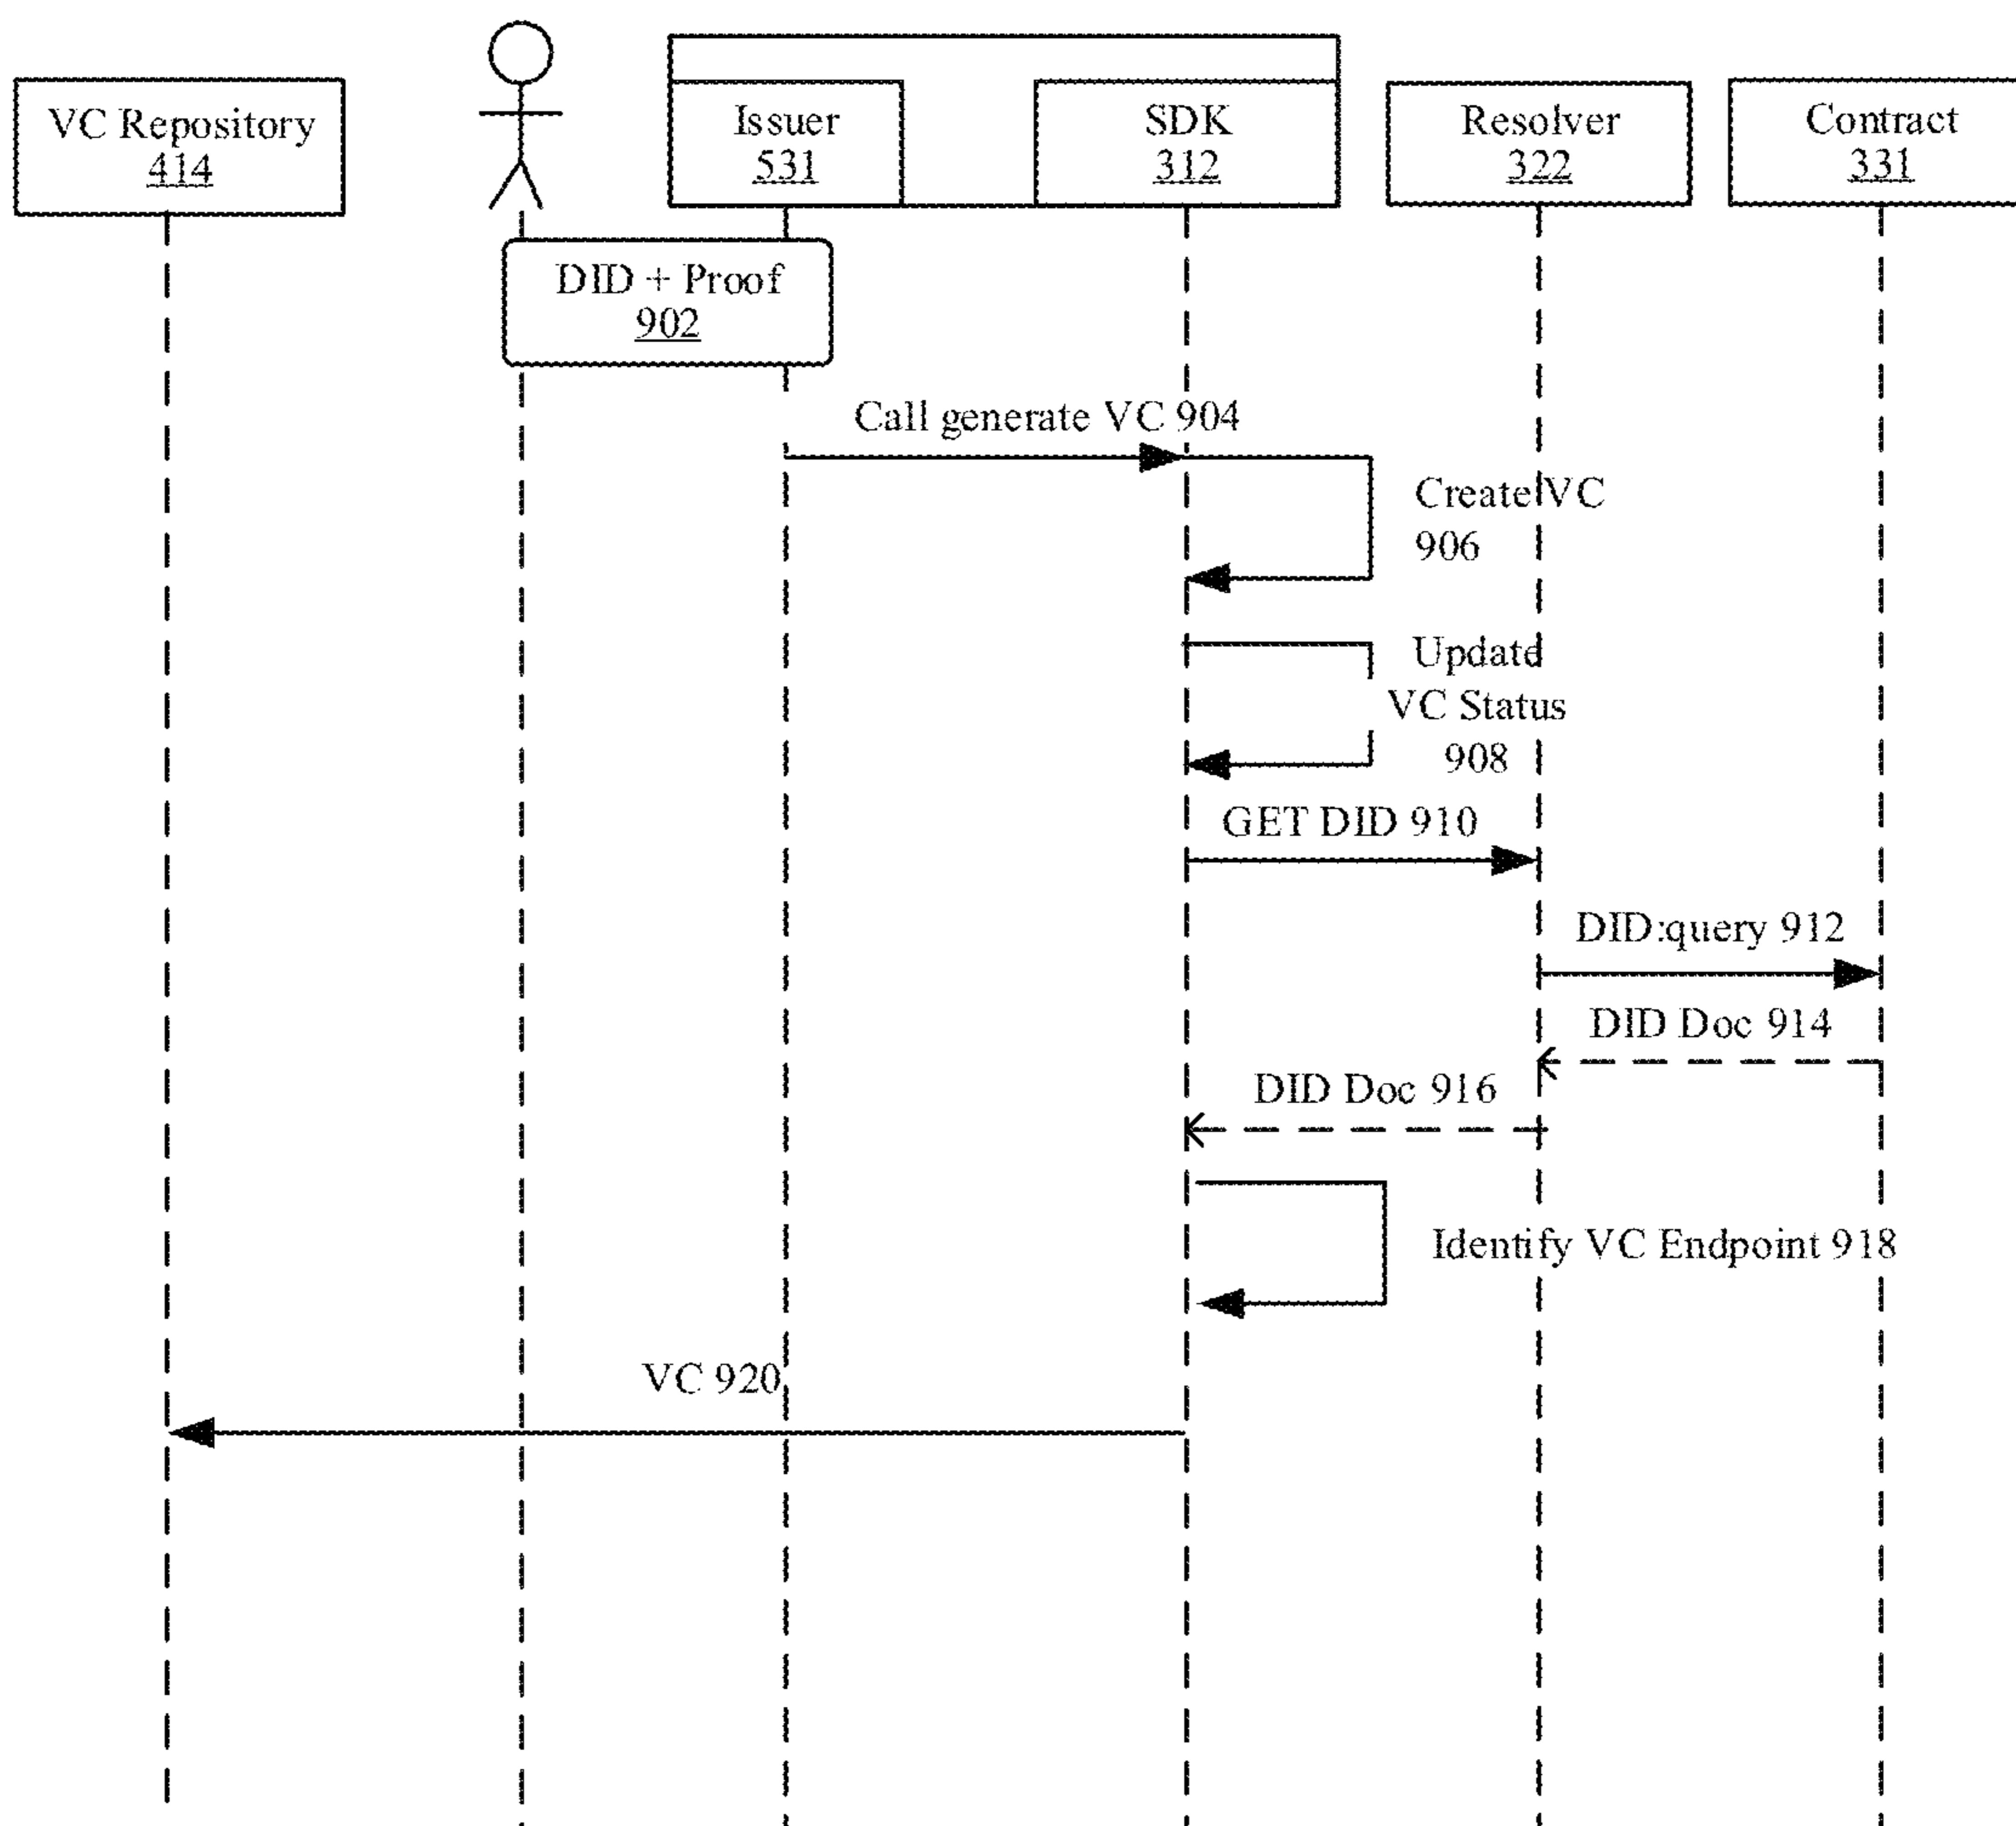 VC Repository
414
Issuer
531
SDK
312
Resolver
322
Contract
331
DID + Proof
902
Call generate VC 904
Create VC
906
Update
VC Status
908
GET DID 910
DID:query 912
DID Doc 914
DID Doc 916
Identify VC Endpoint 918
VC 920